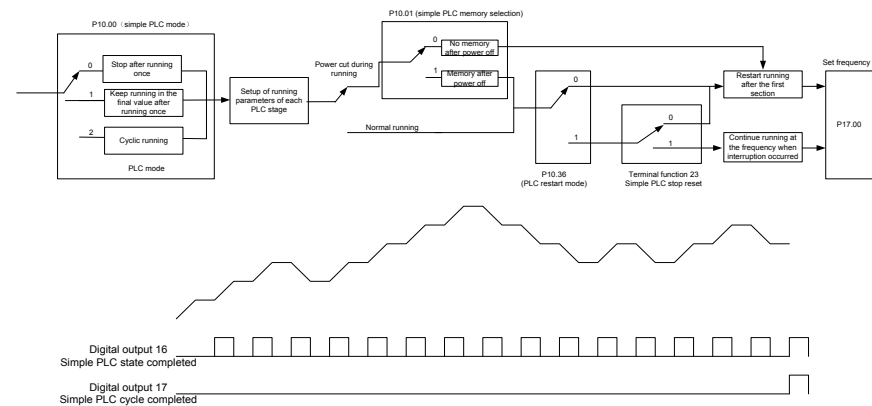 P10.00（simple PLC mode）
0
Stop after running
once
1
Keep running in the
final value after
running once
2
Cyclic running
PLC mode
Setup of running
parameters of each
PLC stage
Power cut during
running
Normal running
P10.01 (simple PLC memory selection)
0
No memory
after power off
1
Memory after
power off
0
1
P10.36
(PLC restart mode)
0
1
Terminal function 23
Simple PLC stop reset
Restart running
after the first
section
Continue running at
the frequency when
interruption occurred
Set frequency
P17.00
Digital output 16
Simple PLC state completed
Digital output 17
Simple PLC cycle completed